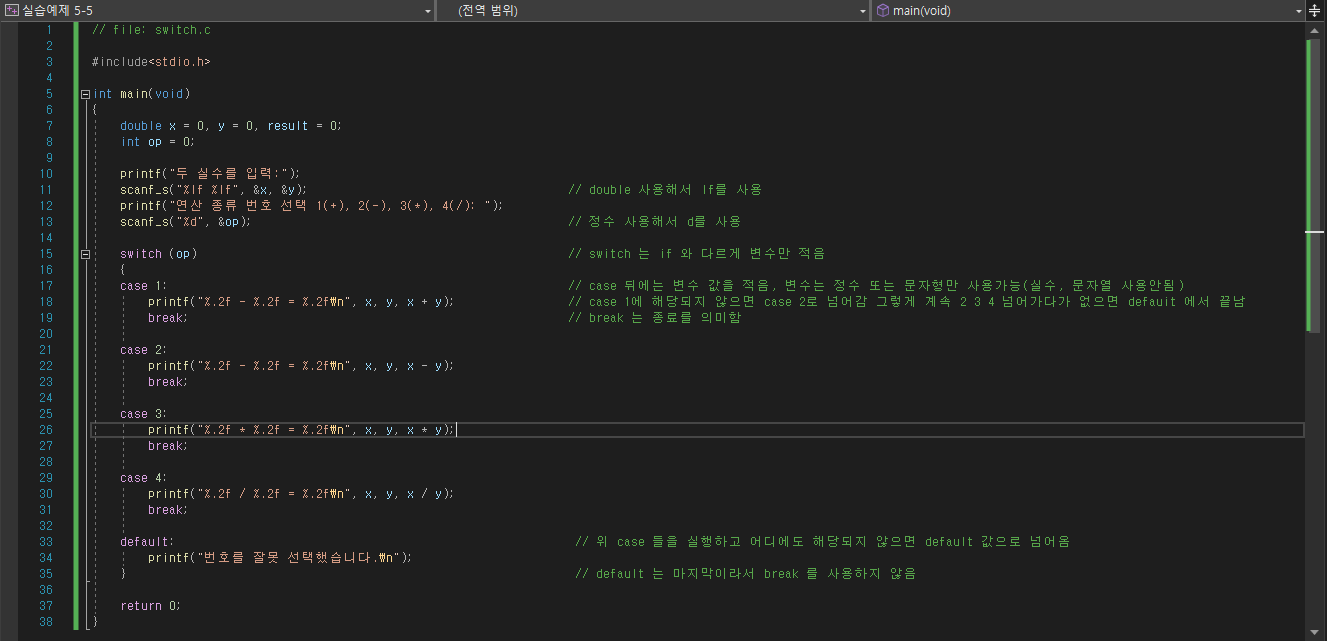 실습예제 5-5 (전역 범위) main(void)
1 // file: switch.c
2
3 #include<stdio.h>
4
5 int main(void)
6 {
7 double x = 0, y = 0, result = 0;
8 int op = 0;
9
10 printf("두 실수를 입력:");
11 scanf_s("%lf %lf", &x, &y); // double 사용해서 lf를 사용
12 printf("연산 종류 번호 선택 1(+), 2(-), 3(*), 4(/): ");
13 scanf_s("%d", &op); // 정수 사용해서 d를 사용
14
15 switch (op) // switch 는 if 와 다르게 변수만 적음
16 {
17 case 1: // case 뒤에는 변수 값을 적음, 변수는 정수 또는 문자형만 사용가능(실수, 문자열 사용안됨)
18 printf("%.2f - %.2f = %.2f₩n", x, y, x + y); // case 1에 해당되지 않으면 case 2로 넘어감 그렇게 계속 2 3 4 넘어가다가 없으면 defauit 에서 끝남
19 break; // break 는 종료를 의미함
20
21 case 2:
22 printf("%.2f - %.2f = %.2f₩n", x, y, x - y);
23 break;
24
25 case 3:
26 printf("%.2f * %.2f = %.2f₩n", x, y, x * y);
27 break;
28
29 case 4:
30 printf("%.2f / %.2f = %.2f₩n", x, y, x / y);
31 break;
32
33 default: // 위 case 들을 실행하고 어디에도 해당되지 않으면 default 값으로 넘어옴
34 printf("번호를 잘못 선택했습니다.₩n");
35 } // default 는 마지막이라서 break 를 사용하지 않음
36
37 return 0;
38 }